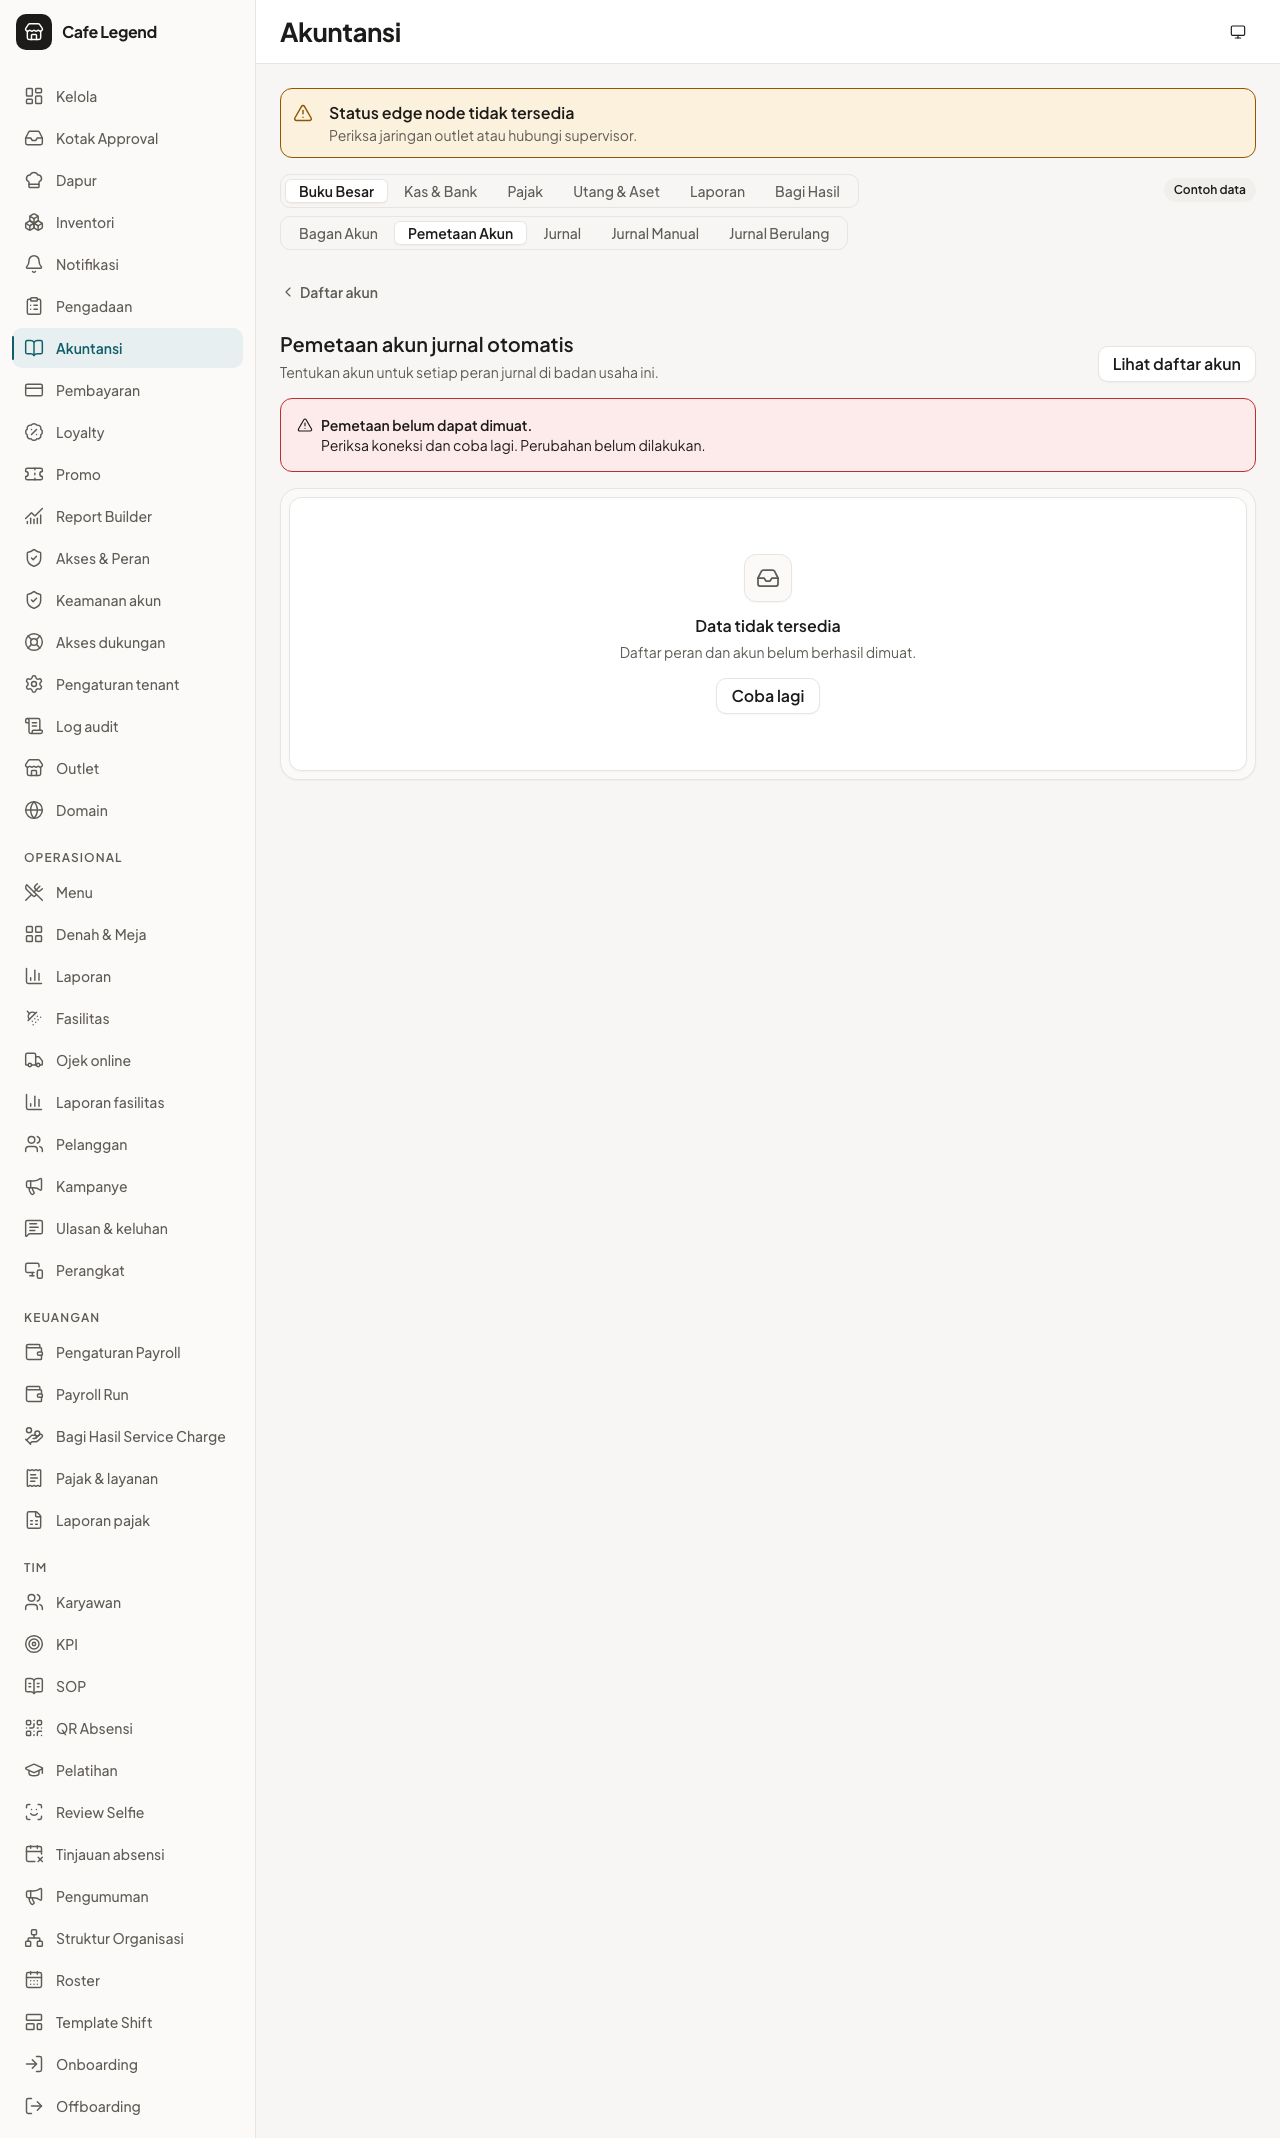 Cafe Legend
Kelola
Kotak Approval
Dapur
Inventori
Notifikasi
Pengadaan
Akuntansi
Pembayaran
Loyalty
Promo
Report Builder
Akses & Peran
Keamanan akun
Akses dukungan
Pengaturan tenant
Log audit
Outlet
Domain
OPERASIONAL
Menu
Denah & Meja
Laporan
Fasilitas
Ojek online
Laporan fasilitas
Pelanggan
Kampanye
Ulasan & keluhan
Perangkat
KEUANGAN
Pengaturan Payroll
Payroll Run
Bagi Hasil Service Charge
Pajak & layanan
Laporan pajak
TIM
Karyawan
KPI
SOP
QR Absensi
Pelatihan
Review Selfie
Tinjauan absensi
Pengumuman
Struktur Organisasi
Roster
Template Shift
Onboarding
Offboarding
Akuntansi
Status edge node tidak tersedia
Periksa jaringan outlet atau hubungi supervisor.
Buku Besar Kas & Bank Pajak Utang & Aset Laporan Bagi Hasil
Contoh data
Bagan Akun Pemetaan Akun Jurnal Jurnal Manual Jurnal Berulang
Daftar akun
Pemetaan akun jurnal otomatis
Tentukan akun untuk setiap peran jurnal di badan usaha ini.
Lihat daftar akun
Pemetaan belum dapat dimuat.
Periksa koneksi dan coba lagi. Perubahan belum dilakukan.
Data tidak tersedia
Daftar peran dan akun belum berhasil dimuat.
Coba lagi